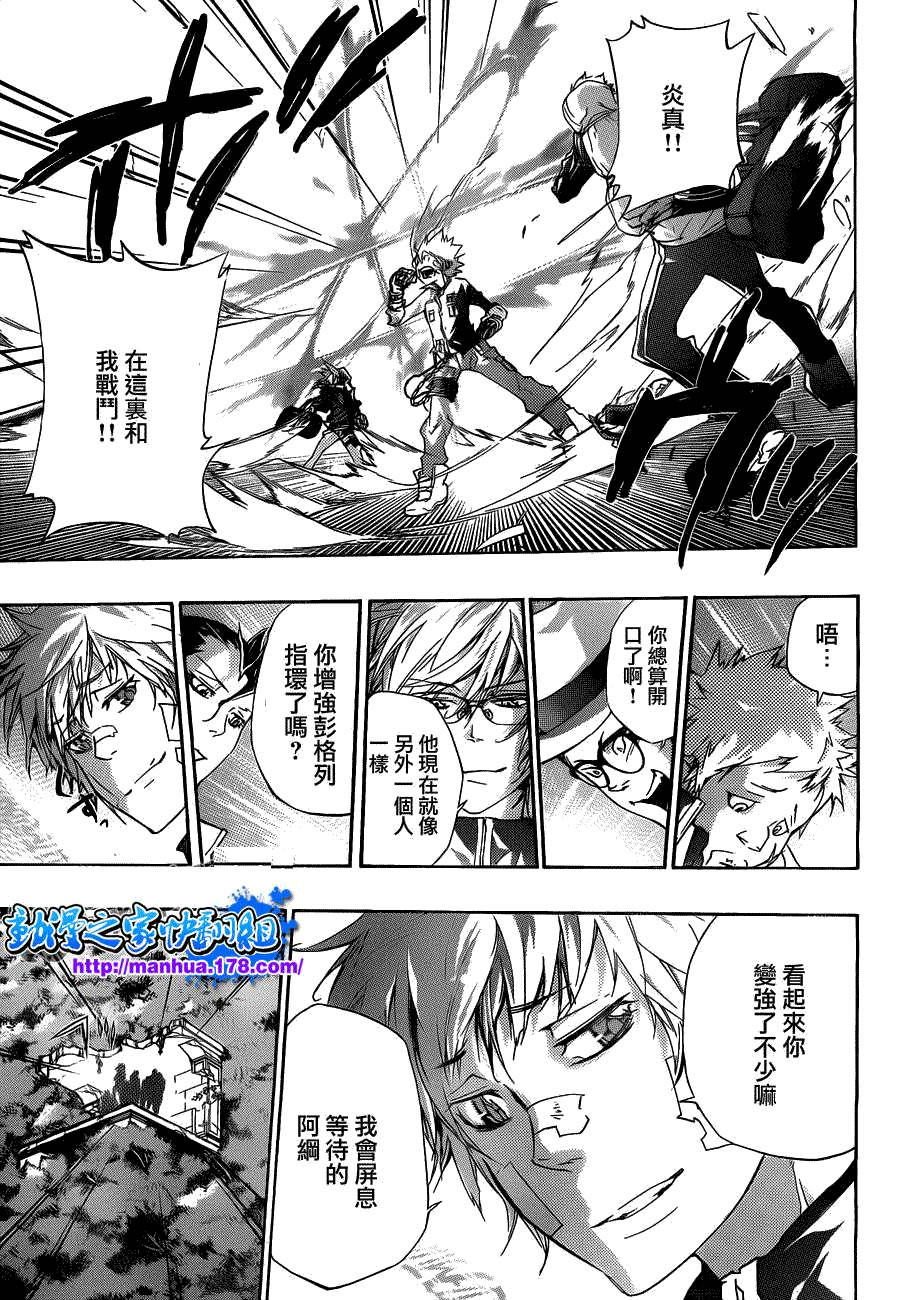 炎真!!
在這裏和
我戰鬥!!
唔…
你總算開
口了啊!
他現在就像
另外一個人
一樣
你增強彭格列
指環了嗎?
看起來你
變強了不少嘛
我會屏息
等待的
阿綱
動漫之家爆翻組
http://manhua.178.com/